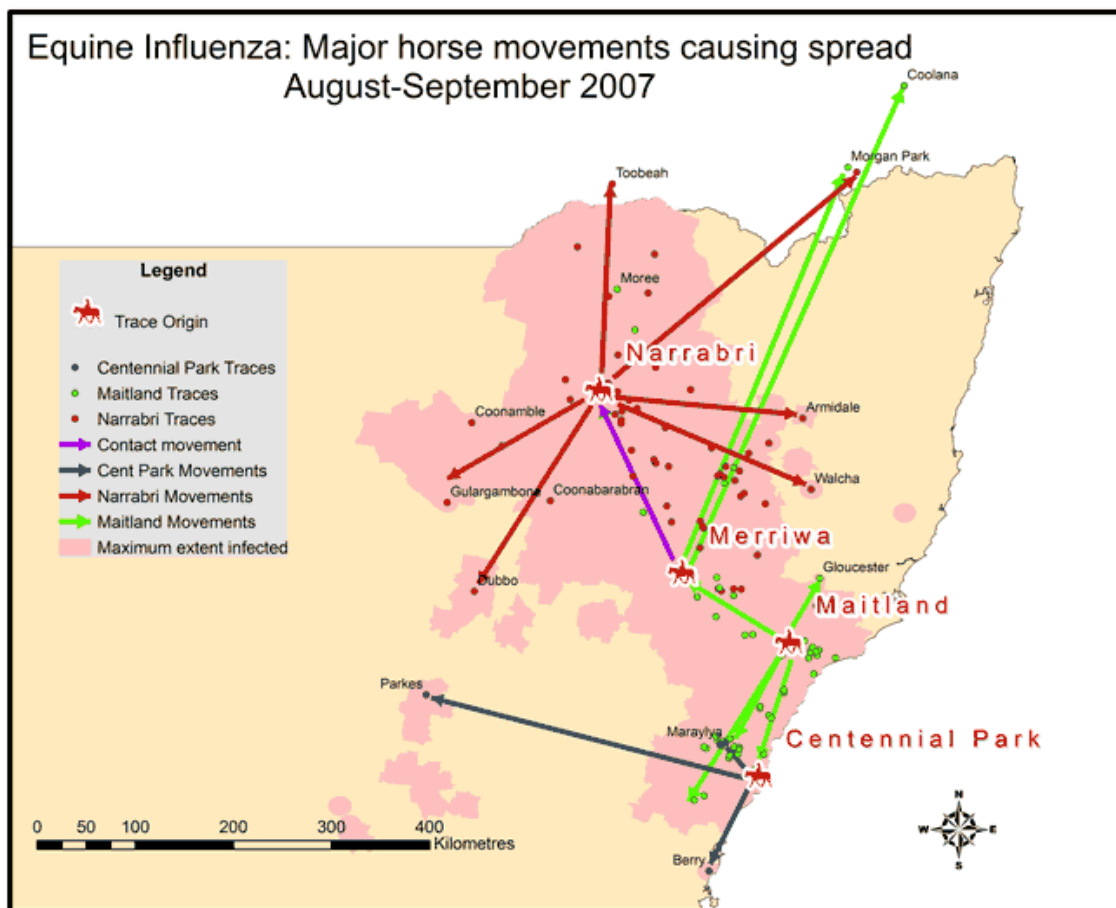 Equine Influenza: Major horse movements causing spread
August-September 2007
Coolana
Morgan Park
Toobeah
Moree
Narrabri
Legend
Trace Origin
Centennial Park Traces
Maitland Traces
Narrabri Traces
Contact movement
Cent Park Movements
Narrabri Movements
Maitland Movements
Maximum extent infected
Coonamble
Armidale
Gulargambone
Coonabarabran
Walcha
Merriwa
Dubbo
Gloucester
Maitland
Parkes
Maraylya
Centennial Park
0 50 100 200 300 400
Kilometres
Berry
N
W E
S